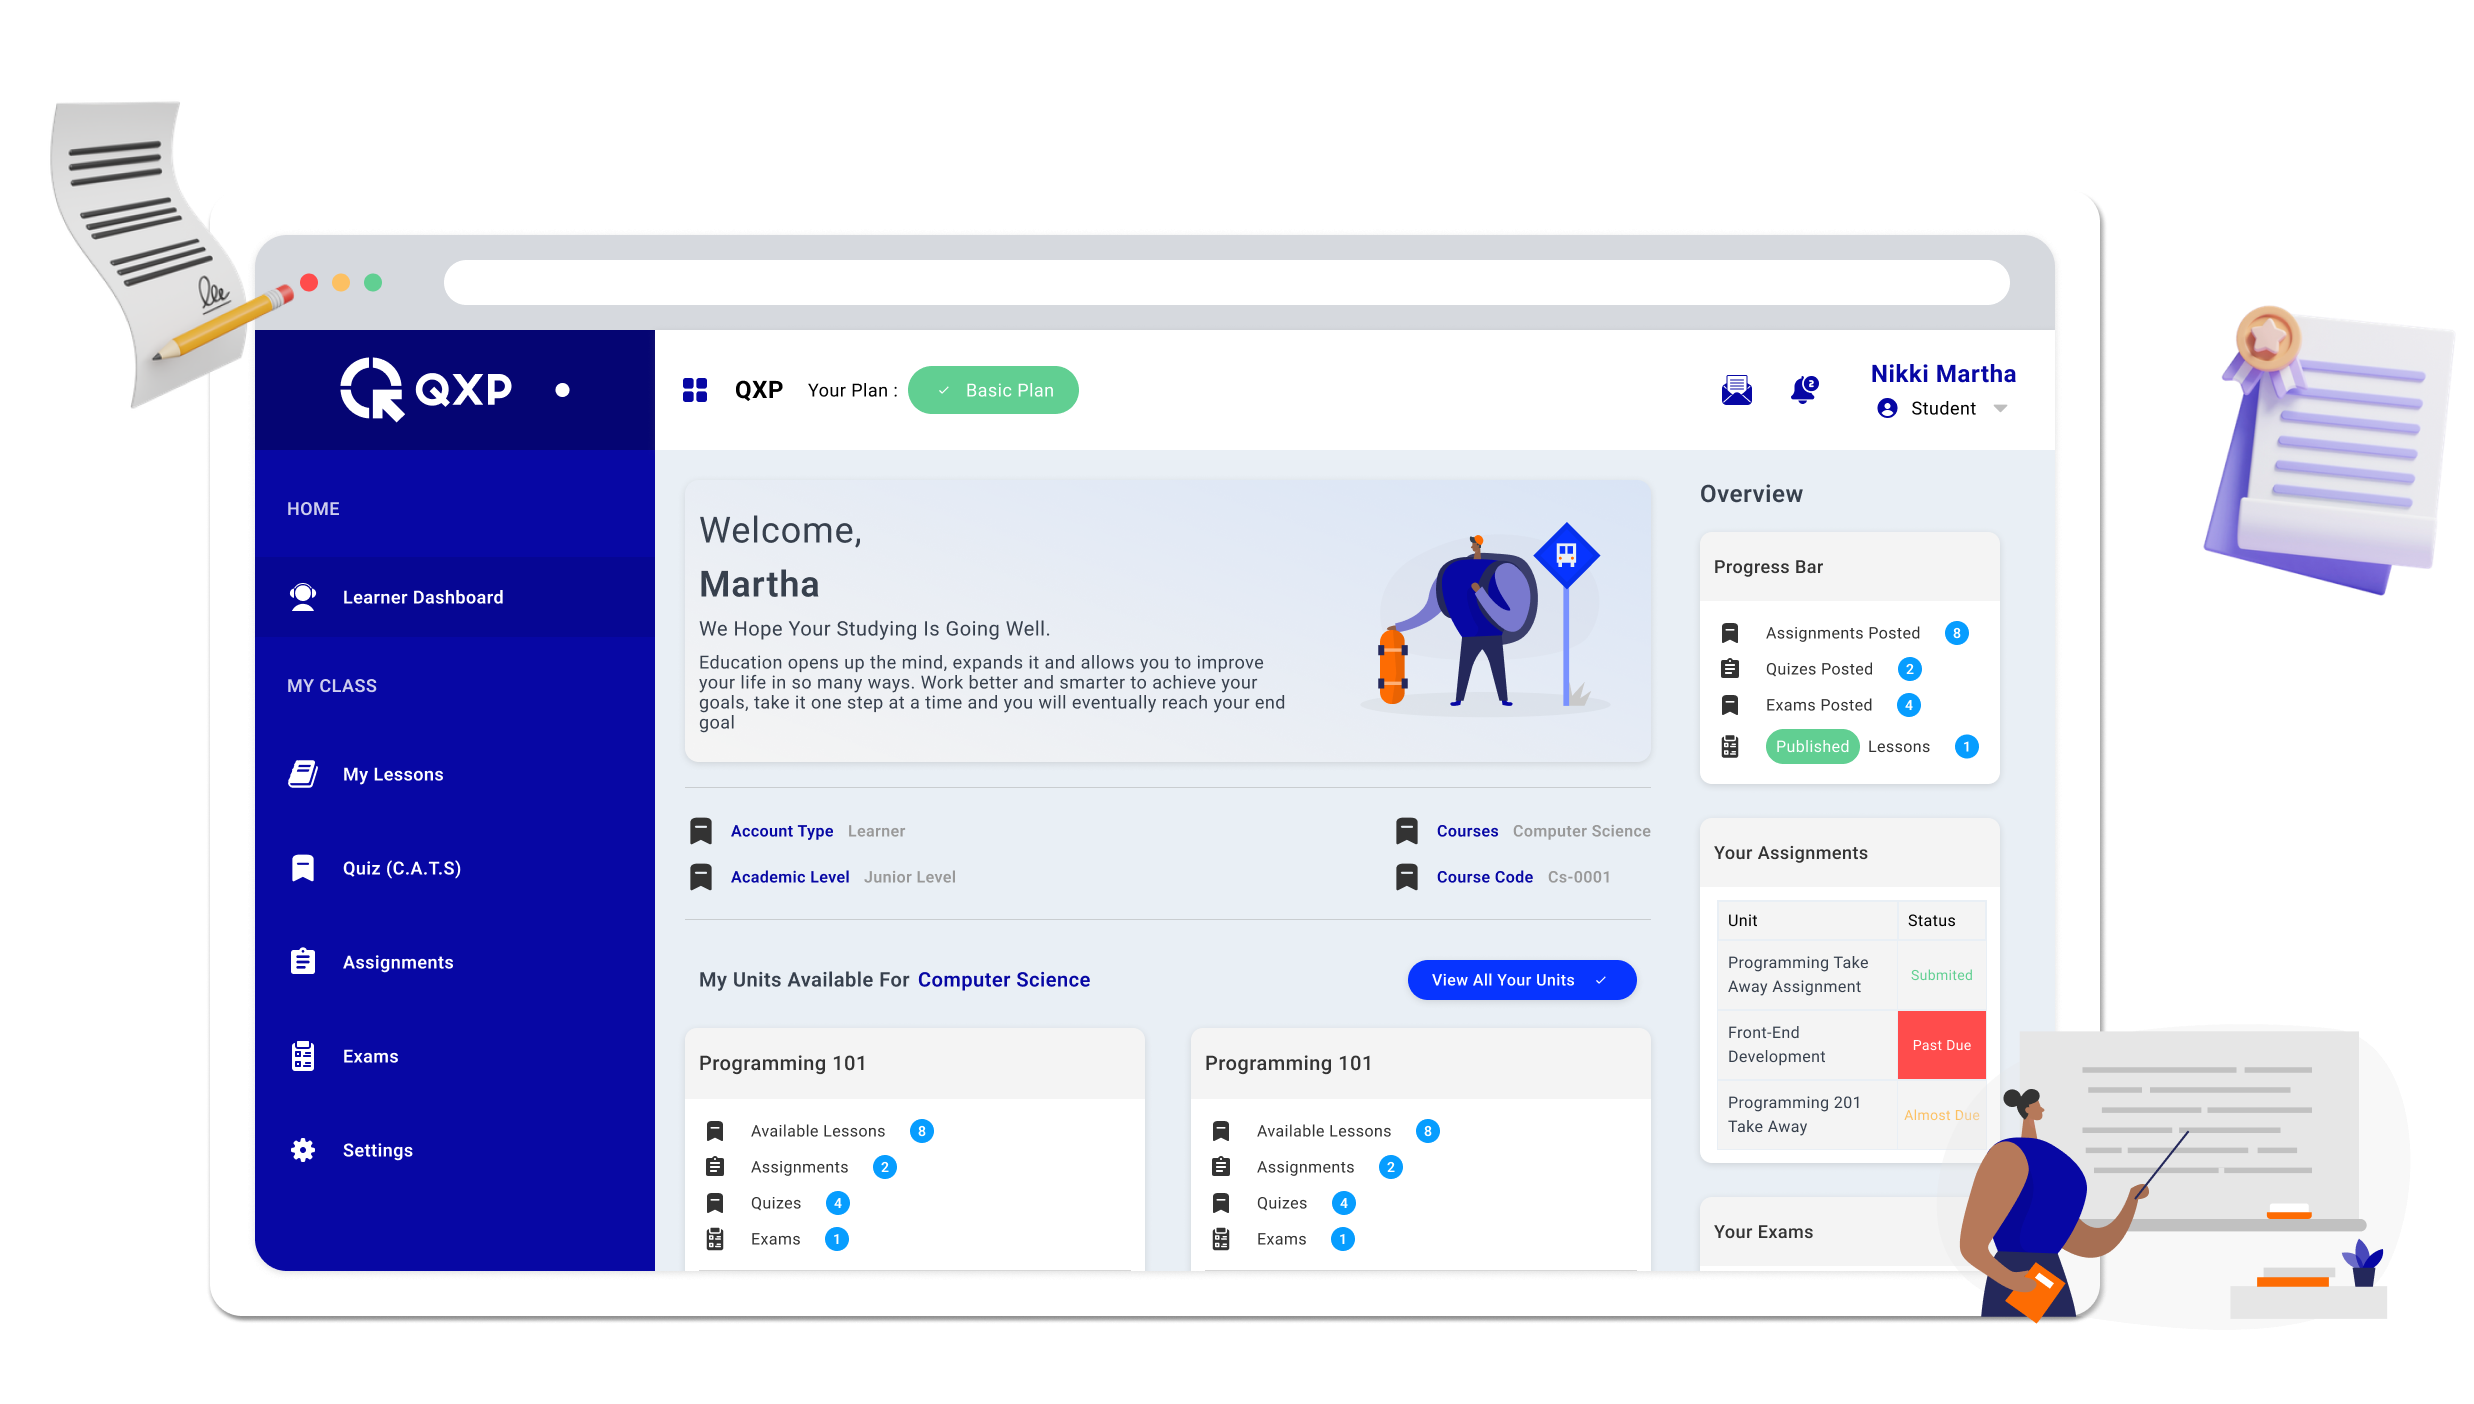 QXP
QXP
Your Plan :
Basic Plan
2
Nikki Martha
Student
HOME
Learner Dashboard
MY CLASS
My Lessons
Quiz (C.A.T.S)
Assignments
Exams
Settings
Welcome,
Martha
We Hope Your Studying Is Going Well.
Education opens up the mind, expands it and allows you to improve
your life in so many ways. Work better and smarter to achieve your
goals, take it one step at a time and you will eventually reach your end
goal
Account Type Learner
Courses Computer Science
Academic Level Junior Level
Course Code Cs-0001
My Units Available For Computer Science
View All Your Units
Programming 101
Available Lessons 8
Assignments 2
Quizes 4
Exams 1
Programming 101
Available Lessons 8
Assignments 2
Quizes 4
Exams 1
Overview
Progress Bar
Assignments Posted 8
Quizes Posted 2
Exams Posted 4
Published Lessons 1
Your Assignments
Unit Status
Programming Take
Away Assignment
Submited
Front-End
Development
Past Due
Programming 201
Take Away
Almost Due
Your Exams